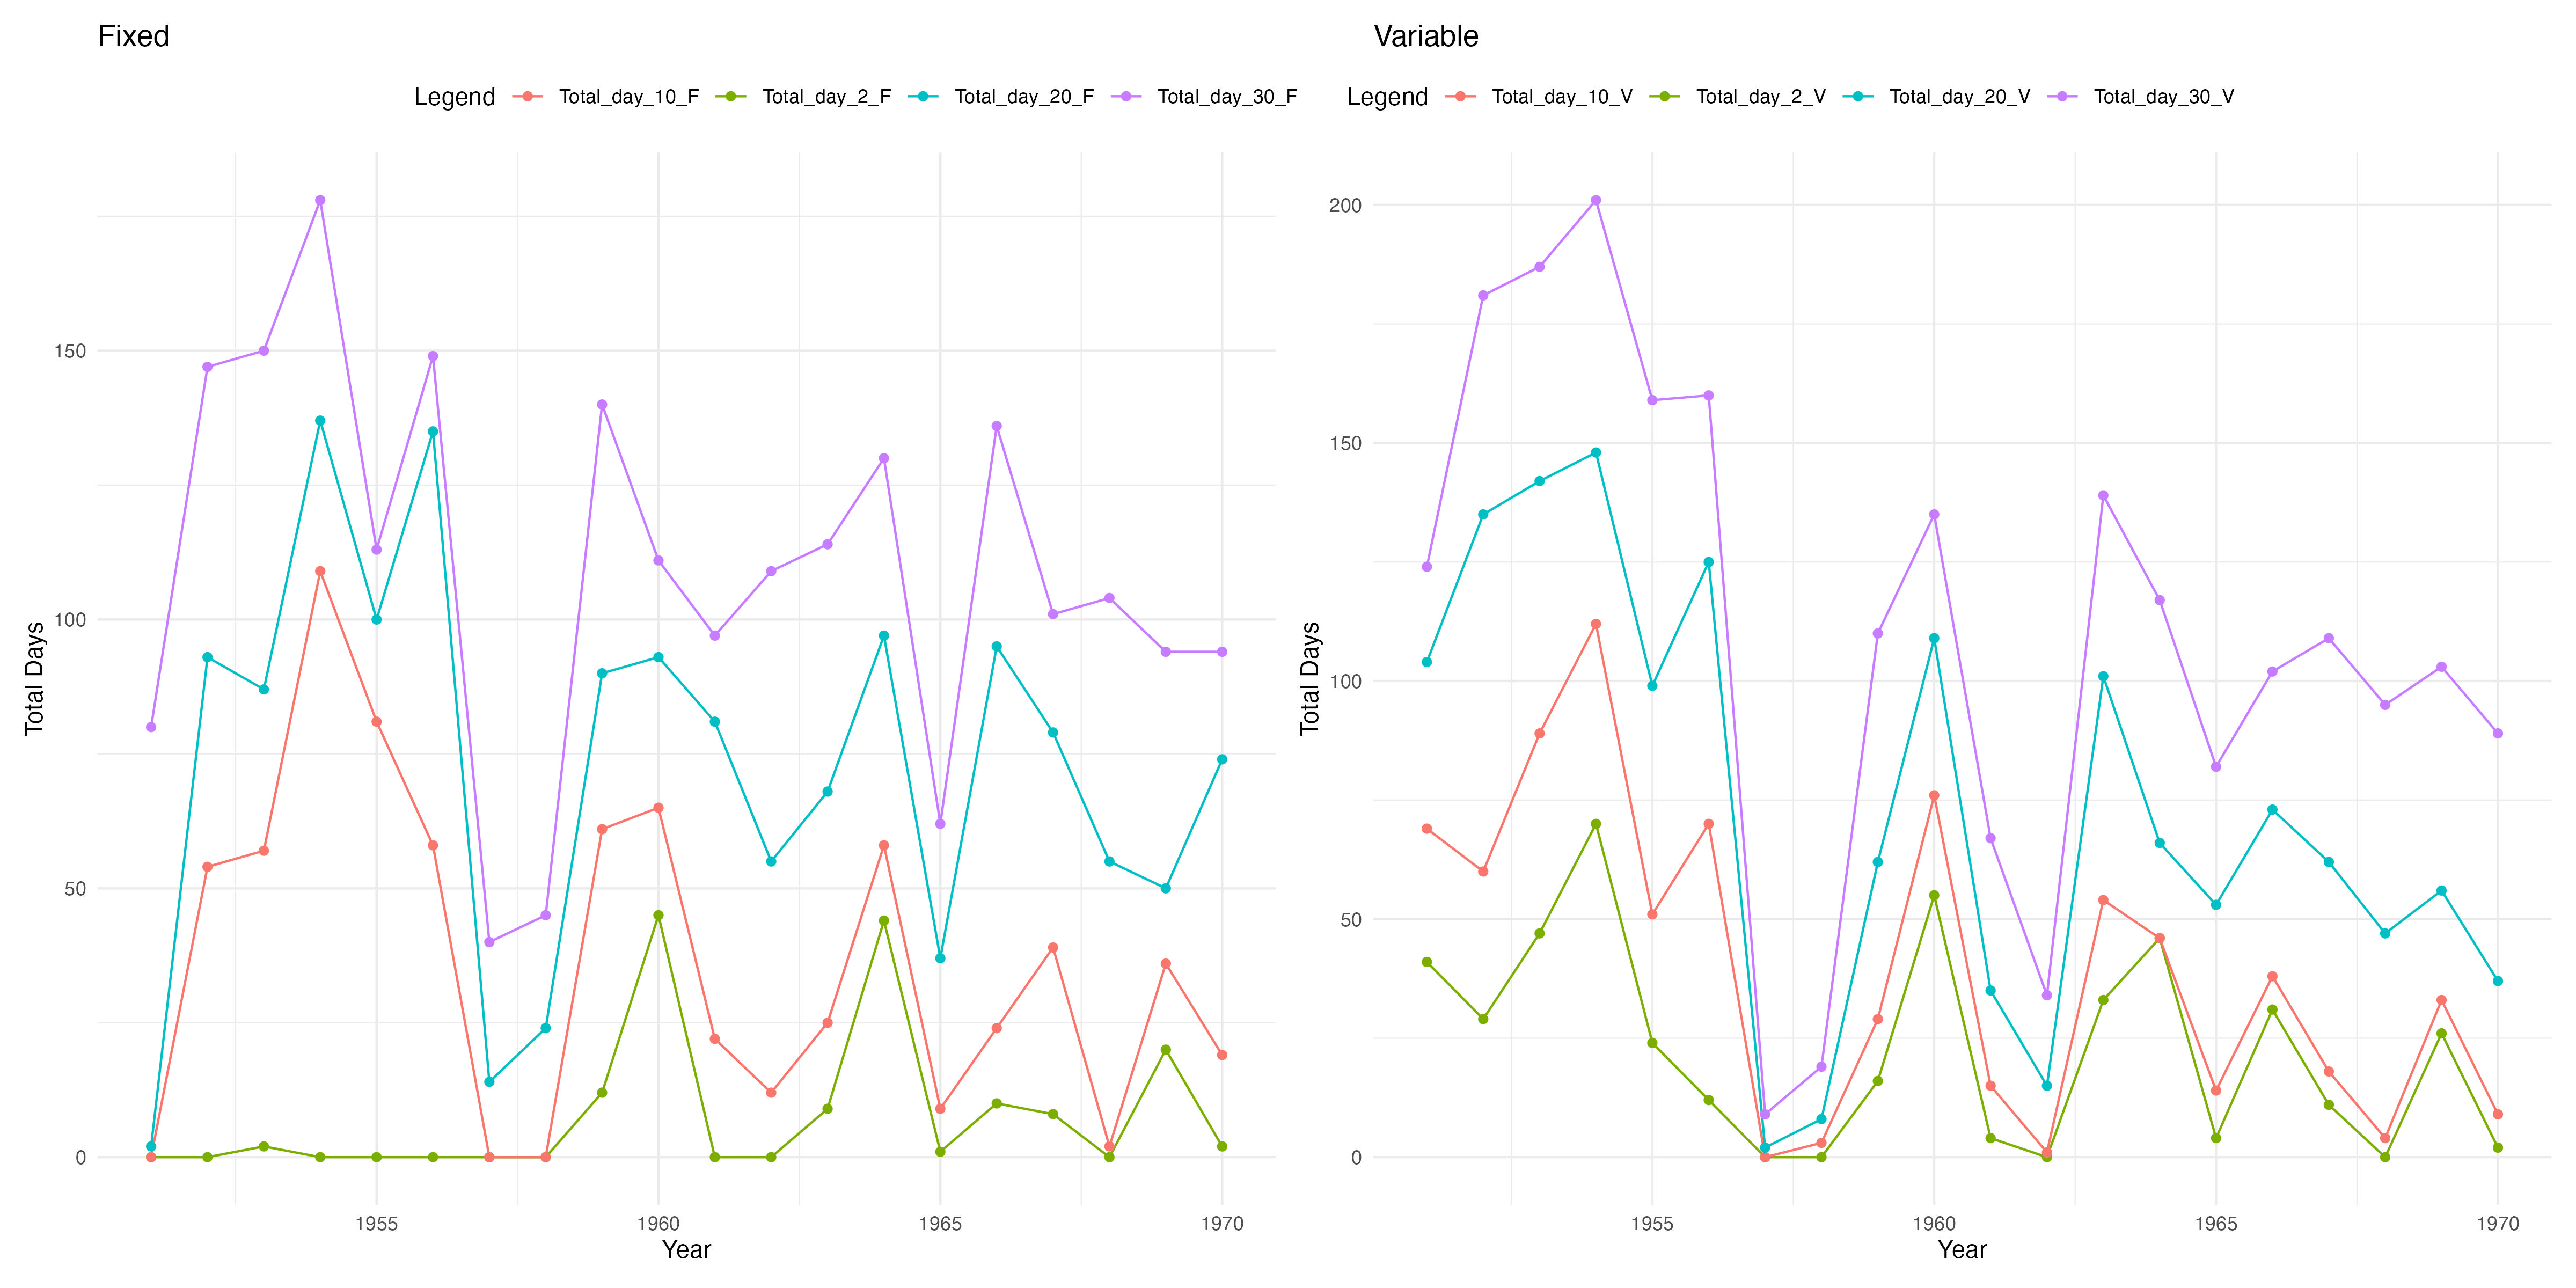 Fixed
Legend Total_day_10_F Total_day_2_F Total_day_20_F Total_day_30_F
Total Days
150
100
50
0
1955 1960 1965 1970
Year
Variable
Legend Total_day_10_V Total_day_2_V Total_day_20_V Total_day_30_V
Total Days
200
150
100
50
0
1955 1960 1965 1970
Year